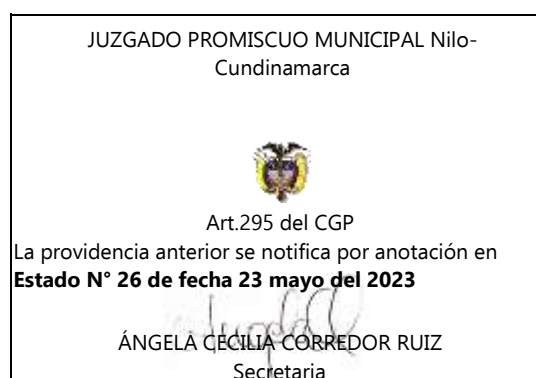 JUZGADO PROMISCUO MUNICIPAL Nilo-
Cundinamarca
Art.295 del CGP
La providencia anterior se notifica por anotación en
Estado N° 26 de fecha 23 mayo del 2023
ÁNGELA CECILIA CORREDOR RUIZ
Secretaria